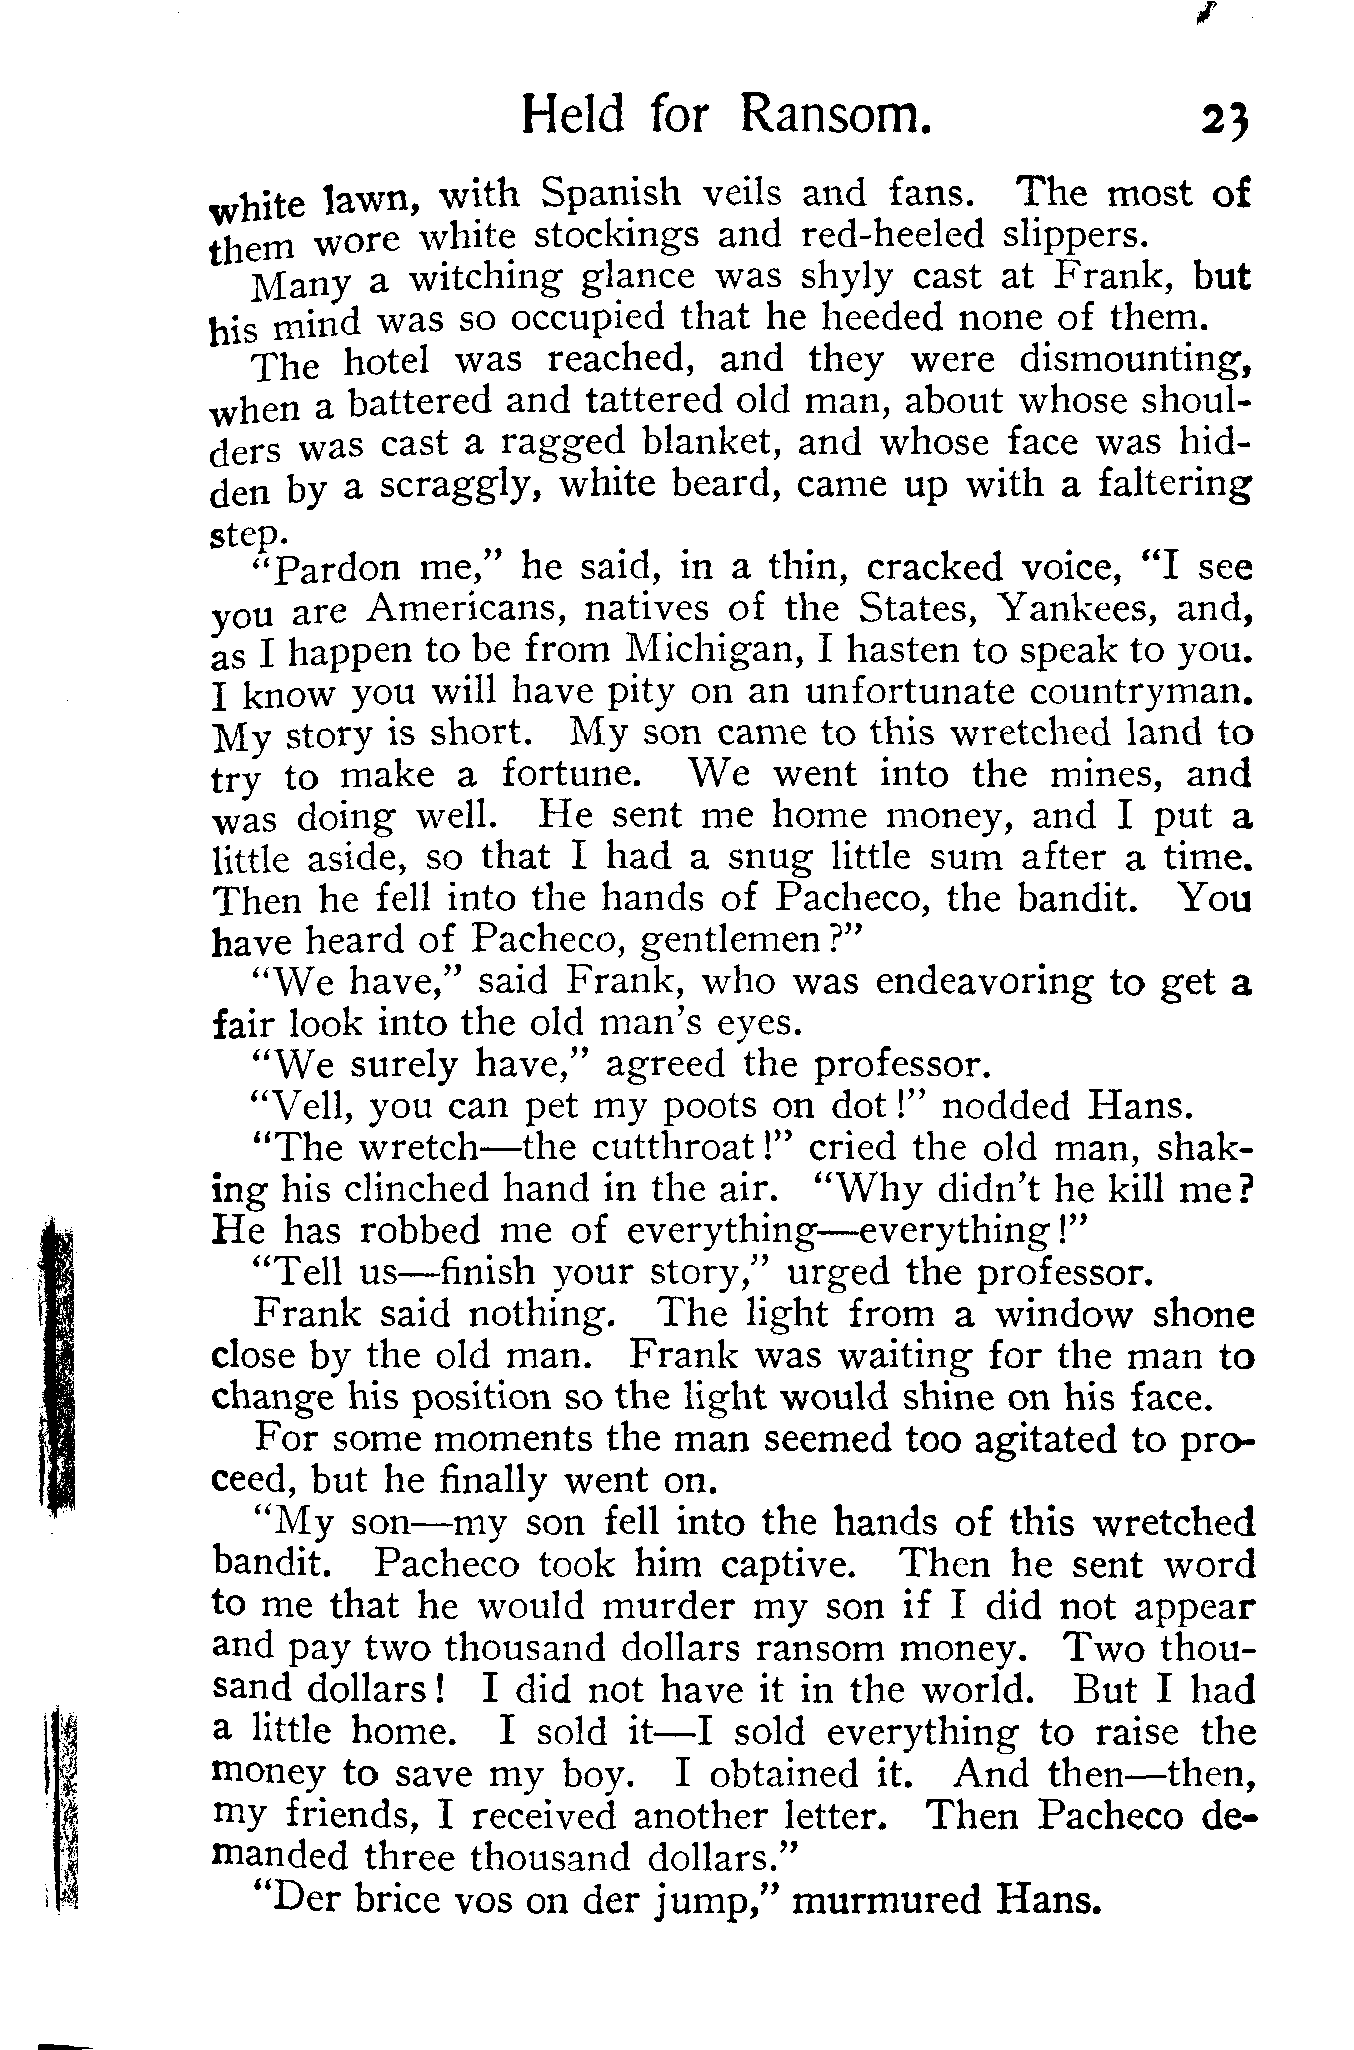 Held for Ransom. 23
white lawn, with Spanish veils and fans. The most of
them wore white stockings and red-heeled slippers.
Many a witching glance was shyly cast at Frank, but
his mind was so occupied that he heeded none of them.
The hotel was reached, and they were dismounting,
when a battered and tattered old man, about whose shoul-
ders was cast a ragged blanket, and whose face was hid-
den by a scraggly, white beard, came up with a faltering
step.
"Pardon me," he said, in a thin, cracked voice, "I see
you are Americans, natives of the States, Yankees, and,
as I happen to be from Michigan, I hasten to speak to you.
I know you will have pity on an unfortunate countryman.
My story is short. My son came to this wretched land to
try to make a fortune. We went into the mines, and
was doing well. He sent me home money, and I put a
little aside, so that I had a snug little sum after a time.
Then he fell into the hands of Pacheco, the bandit. You
have heard of Pacheco, gentlemen?"
"We have," said Frank, who was endeavoring to get a
fair look into the old man's eyes.
"We surely have," agreed the professor.
"Vell, you can pet my poots on dot!" nodded Hans.
"The wretch—the cutthroat!" cried the old man, shak-
ing his clinched hand in the air. "Why didn't he kill me?
He has robbed me of everything—everything!"
"Tell us—finish your story," urged the professor.
Frank said nothing. The light from a window shone
close by the old man. Frank was waiting for the man to
change his position so the light would shine on his face.
For some moments the man seemed too agitated to pro-
ceed, but he finally went on.
"My son—my son fell into the hands of this wretched
bandit. Pacheco took him captive. Then he sent word
to me that he would murder my son if I did not appear
and pay two thousand dollars ransom money. Two thou-
sand dollars! I did not have it in the world. But I had
a little home. I sold it—I sold everything to raise the
money to save my boy. I obtained it. And then—then,
my friends, I received another letter. Then Pacheco de-
manded three thousand dollars."
"Der brice vos on der jump," murmured Hans.